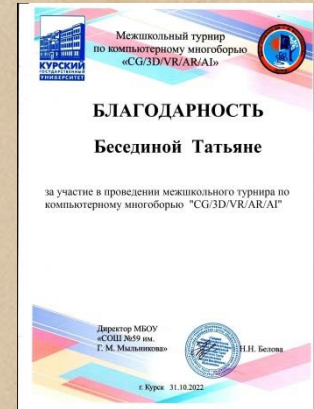 КУРСКИЙ
ГОСУДАРСТВЕННЫЙ
УНИВЕРСИТЕТ
Межшкольный турнир
по компьютерному многоборью
«CG/3D/VR/AR/AI»
БЛАГОДАРНОСТЬ
Бесединой Татьяне
за участие в проведении межшкольного турнира по
компьютерному многоборью "CG/3D/VR/AR/AI"
Директор МБОУ
«СОШ №59 им.
Г. М. Мыльникова»
Н.Н. Белова
г. Курск 31.10.2022